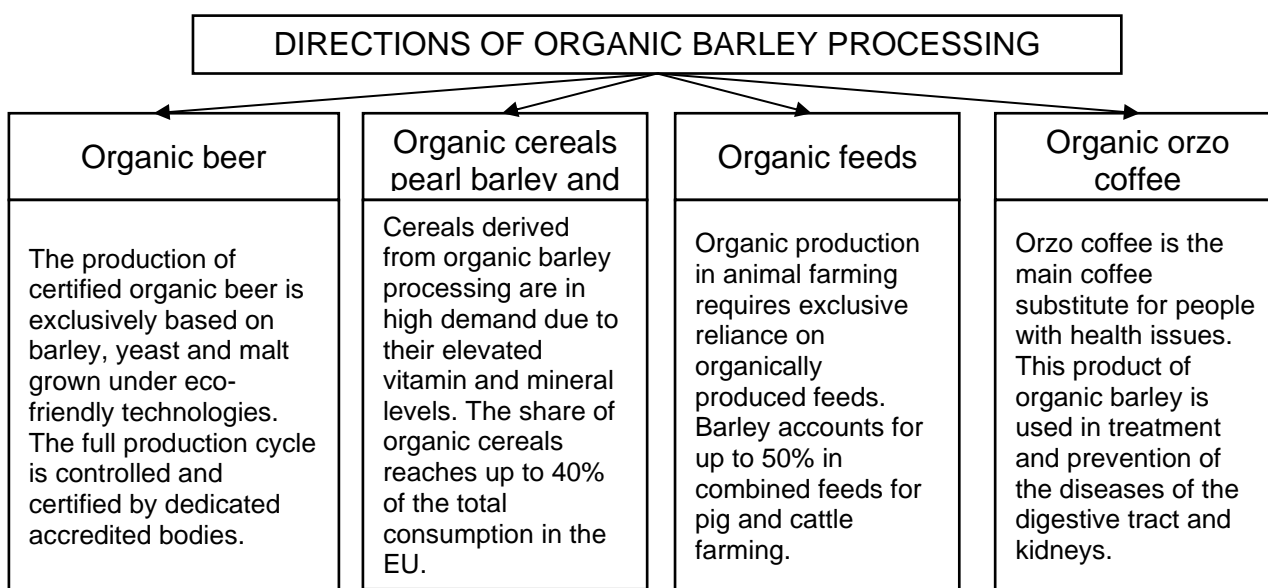 DIRECTIONS OF ORGANIC BARLEY PROCESSING
Organic beer
The production of
certified organic beer is
exclusively based on
barley, yeast and malt
grown under eco-
friendly technologies.
The full production cycle
is controlled and
certified by dedicated
accredited bodies.
Organic cereals
pearl barley and
Cereals derived
from organic barley
processing are in
high demand due to
their elevated
vitamin and mineral
levels. The share of
organic cereals
reaches up to 40%
of the total
consumption in the
EU.
Organic feeds
Organic production
in animal farming
requires exclusive
reliance on
organically
produced feeds.
Barley accounts for
up to 50% in
combined feeds for
pig and cattle
farming.
Organic orzo
coffee
Orzo coffee is the
main coffee
substitute for people
with health issues.
This product of
organic barley is
used in treatment
and prevention of
the diseases of the
digestive tract and
kidneys.